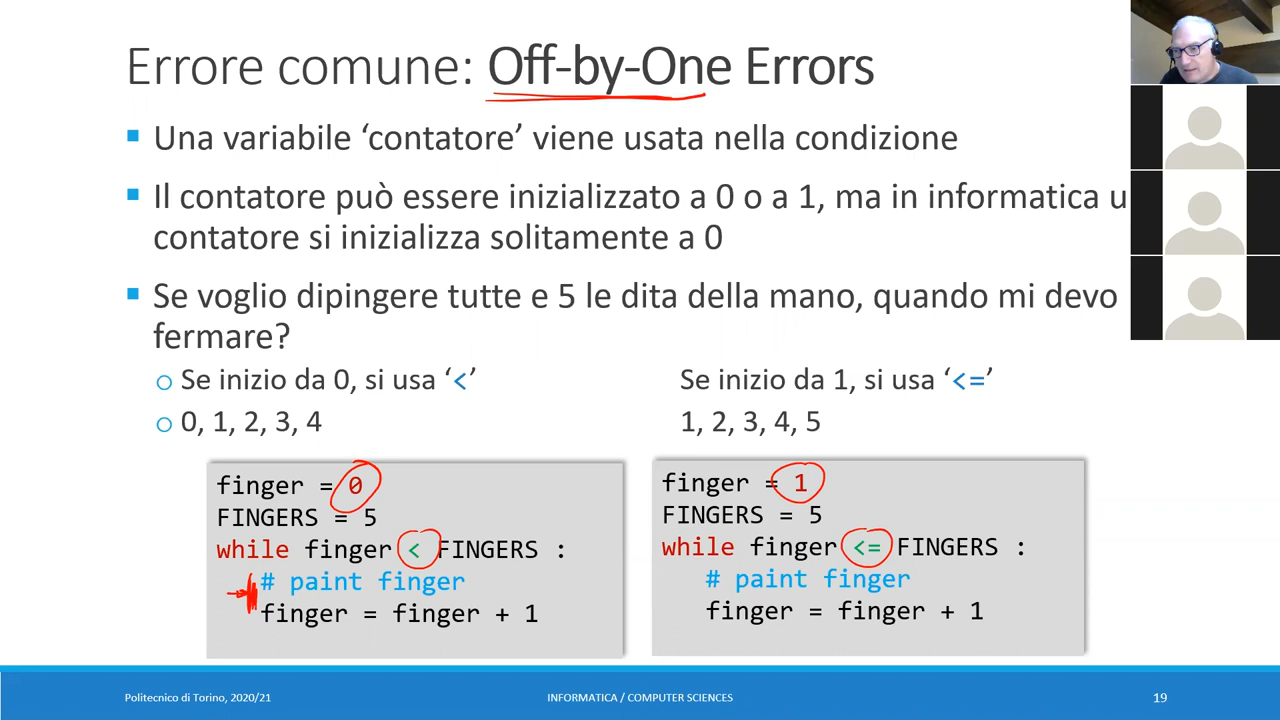 Errore comune: Off-by-One Errors
▪ Una variabile ‘contatore’ viene usata nella condizione
▪ Il contatore può essere inizializzato a 0 o a 1, ma in informatica u
contatore si inizializza solitamente a 0
▪ Se voglio dipingere tutte e 5 le dita della mano, quando mi devo
fermare?
o Se inizio da 0, si usa ‘<’
o 0, 1, 2, 3, 4
Se inizio da 1, si usa ‘<=’
1, 2, 3, 4, 5
finger = 0
FINGERS = 5
while finger < FINGERS :
# paint finger
finger = finger + 1
finger = 1
FINGERS = 5
while finger <= FINGERS :
# paint finger
finger = finger + 1
Politecnico di Torino, 2020/21
INFORMATICA / COMPUTER SCIENCES
19